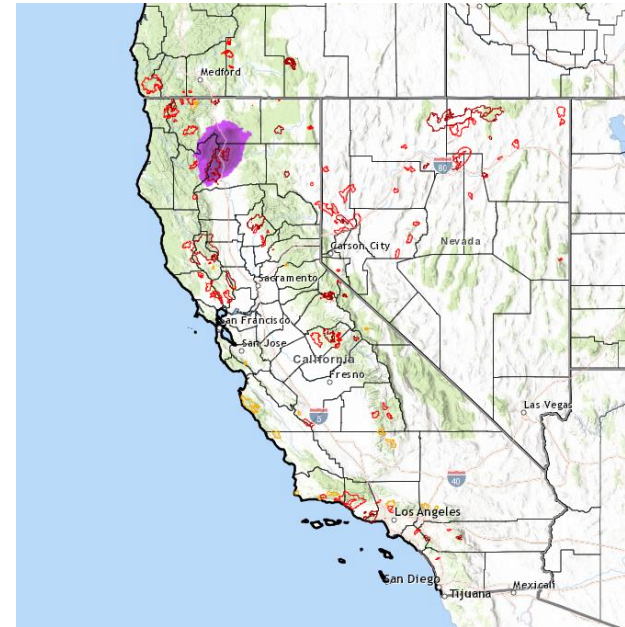 Medford
80
Carson City
Nevada
Sacramento
San Francisco
San Jose
California
Fresno
Las Vegas
5
40
Los Angeles
San Diego
Mexicali
Tijuana